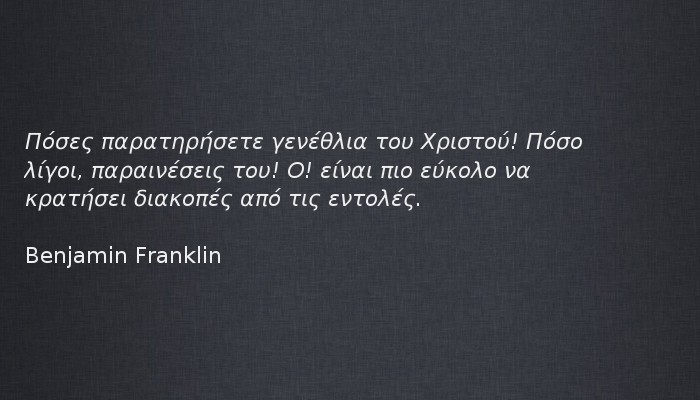 Πόσες παρατηρήσετε γενέθλια του Χριστού! Πόσο
λίγοι, παραινέσεις του! Ο! είναι πιο εύκολο να
κρατήσει διακοπές από τις εντολές.
Benjamin Franklin